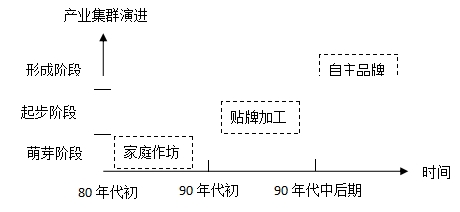 产业集群演进
形成阶段
自主品牌
起步阶段
贴牌加工
萌芽阶段
家庭作坊
时间
80年代初
90年代初
90年代中后期